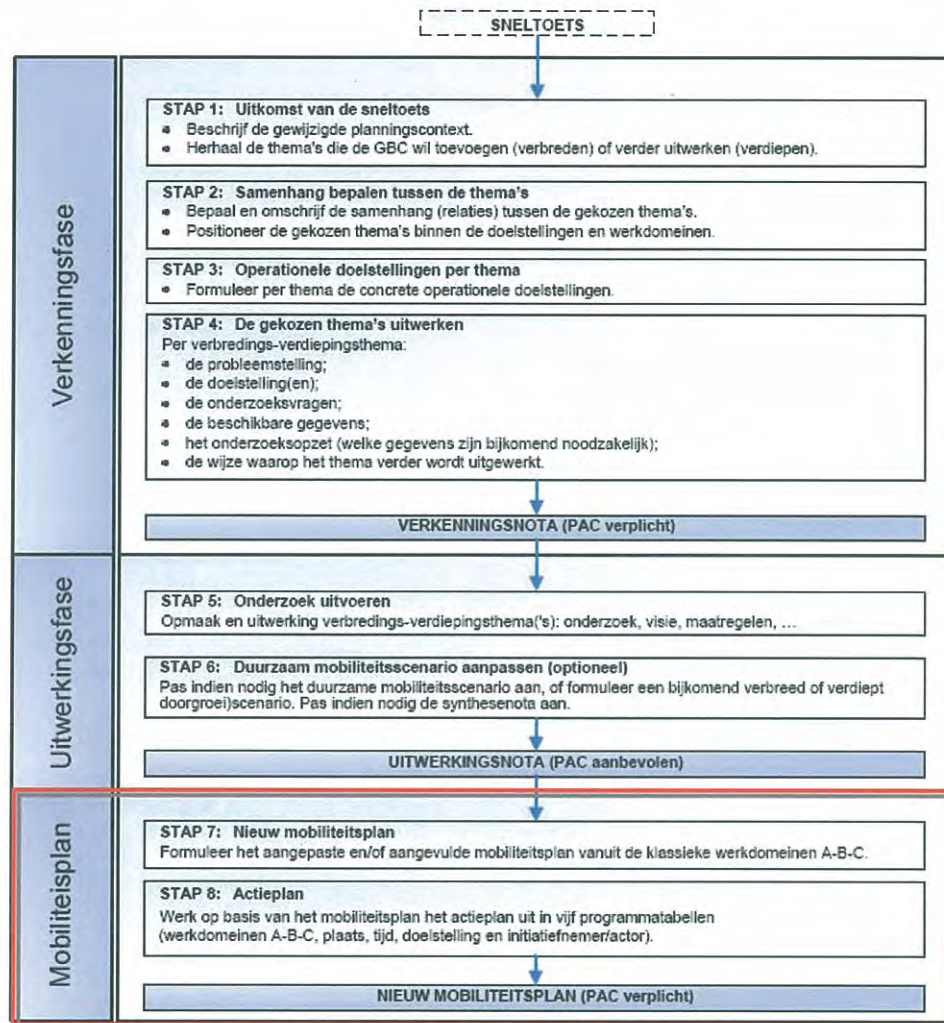 SNELTOETS
Verkenningsfase
STAP 1: Uitkomst van de sneltoets
• Beschrijf de gewijzigde planningscontext.
• Herhaal de thema's die de GBC wil toevoegen (verbreden) of verder uitwerken (verdiepen).
STAP 2: Samenhang bepalen tussen de thema's
• Bepaal en omschrijf de samenhang (relaties) tussen de gekozen thema's.
• Positioneer de gekozen thema's binnen de doelstellingen en werkdomeinen.
STAP 3: Operationele doelstellingen per thema
• Formuleer per thema de concrete operationele doelstellingen.
STAP 4: De gekozen thema's uitwerken
Per verbredings-verdiepingsthema:
• de probleemstelling;
• de doelstelling(en);
• de onderzoeksvragen;
• de beschikbare gegevens;
• het onderzoeksopzet (welke gegevens zijn bijkomend noodzakelijk);
• de wijze waarop het thema verder wordt uitgewerkt.
VERKENNINGSNOTA (PAC verplicht)
Uitwerkingsfase
STAP 5: Onderzoek uitvoeren
Opmaak en uitwerking verbredings-verdiepingsthema('s): onderzoek, visie, maatregelen, …
STAP 6: Duurzaam mobiliteitsscenario aanpassen (optioneel)
Pas indien nodig het duurzame mobiliteitsscenario aan, of formuleer een bijkomend verbreed of verdiept
doorgroei)scenario. Pas indien nodig de synthesenota aan.
UITWERKINGSNOTA (PAC aanbevolen)
Mobiliteisplan
STAP 7: Nieuw mobiliteitsplan
Formuleer het aangepaste en/of aangevulde mobiliteitsplan vanuit de klassieke werkdomeinen A-B-C.
STAP 8: Actieplan
Werk op basis van het mobiliteitsplan het actieplan uit in vijf programmatabellen
(werkdomeinen A-B-C, plaats, tijd, doelstelling en initiatiefnemer/actor).
NIEUW MOBILITEITSPLAN (PAC verplicht)